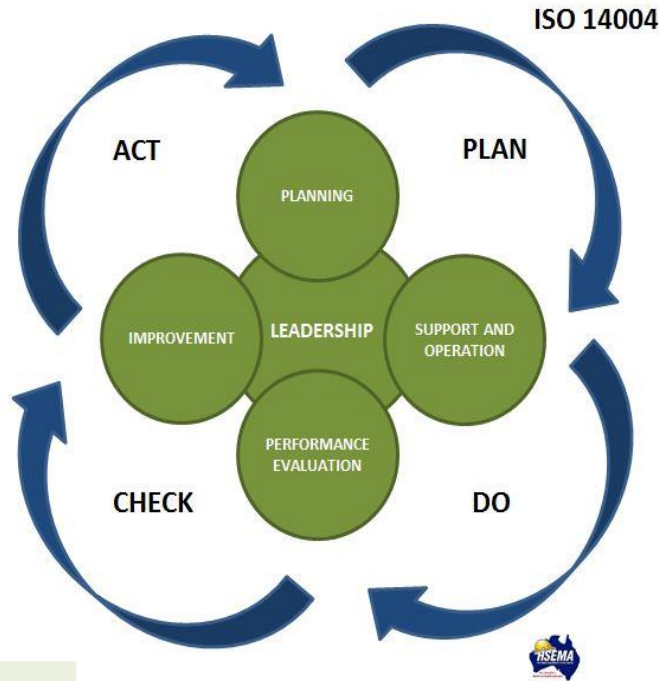 ISO 14004
ACT
PLAN
PLANNING
IMPROVEMENT
LEADERSHIP
SUPPORT AND
OPERATION
PERFORMANCE
EVALUATION
CHECK
DO
HSEMA